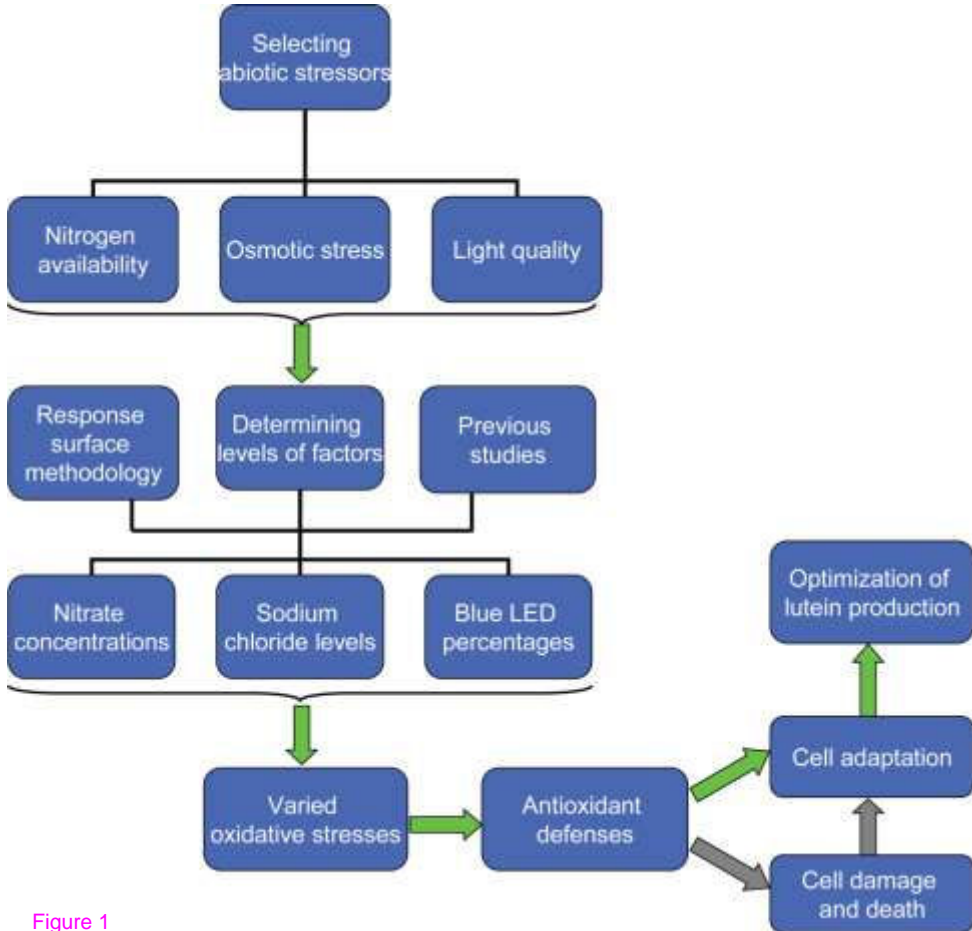 Selecting
abiotic stressors
Nitrogen
availability
Osmotic stress
Light quality
Response
surface
methodology
Determining
levels of factors
Previous
studies
Nitrate
concentrations
Sodium
chloride levels
Blue LED
percentages
Optimization of
lutein production
Cell adaptation
Varied
oxidative stresses
Antioxidant
defenses
Cell damage
and death
Figure 1